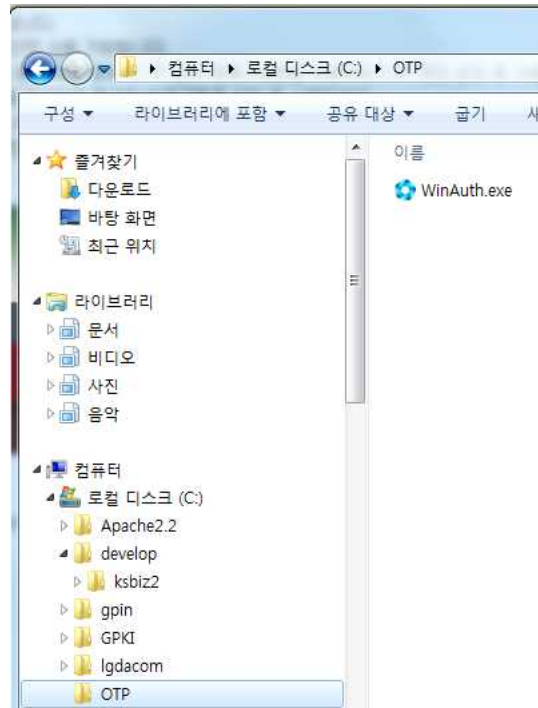 컴퓨터 ▸ 로컬 디스크 (C:) ▸ OTP
구성 라이브러리에 포함 공유 대상 굽기 새
즐겨찾기
다운로드
바탕 화면
최근 위치
라이브러리
문서
비디오
사진
음악
컴퓨터
로컬 디스크 (C:)
Apache2.2
develop
ksbiz2
gpin
GPKI
lgdacom
OTP
이름
WinAuth.exe